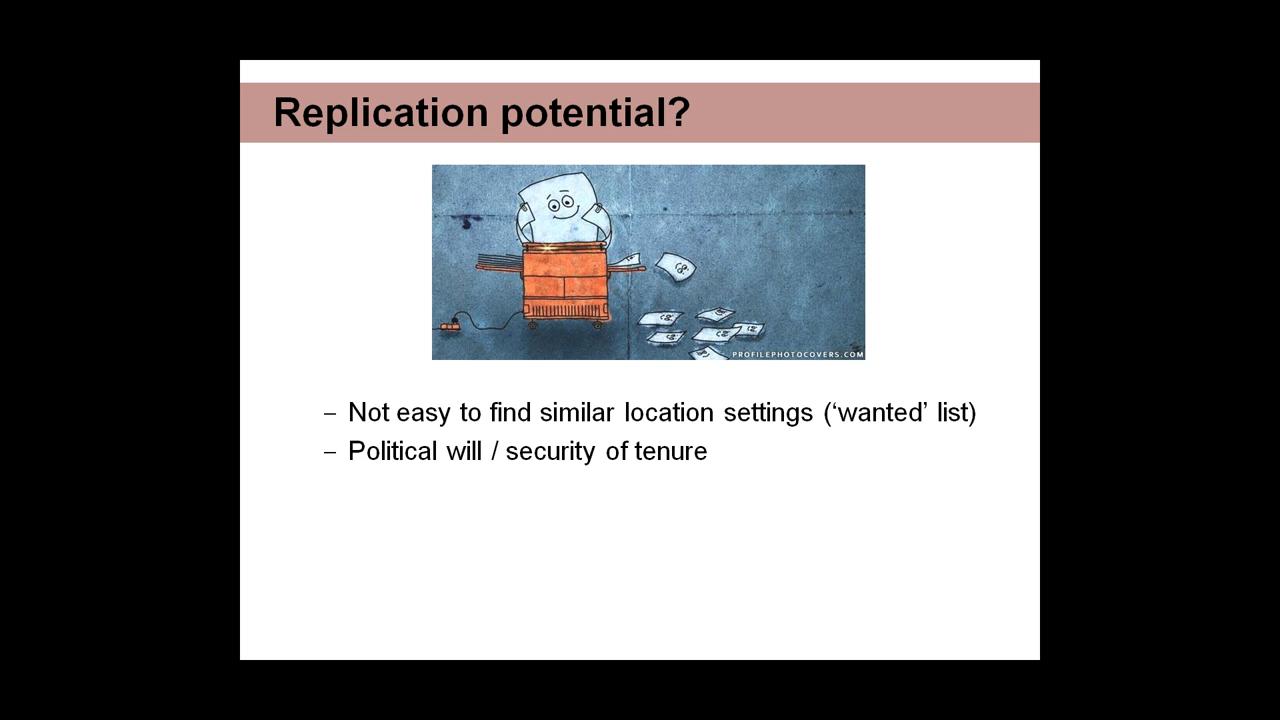 Replication potential?
PROFILEPHOTOCOVERS.COM
– Not easy to find similar location settings (‘wanted’ list)
– Political will / security of tenure